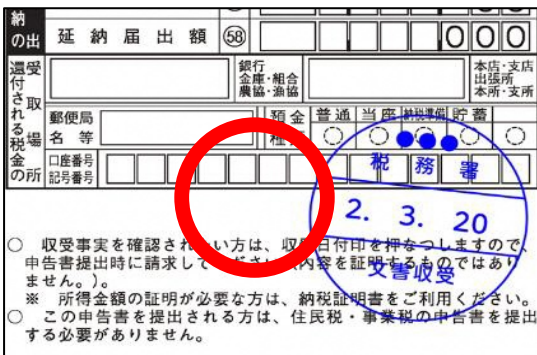 納の出
延納届出額 58 000
還付される税金の受取場所
銀行 金庫・組合 農協・漁協
本店・支店 出張所 本所・支所
郵便局名等
預金種類 普通 当座 納税準備 貯蓄
口座番号 記号番号
税務署
2. 3. 20
文書収受
○ 収受事実を確認されたい方は、収受日付印を押なつしますので、
申告書提出時に請求してください（内容を証明するものではあり
ません。）。
※ 所得金額の証明が必要な方は、納税証明書をご利用ください。
○ この申告書を提出される方は、住民税・事業税の申告書を提出
する必要がありません。